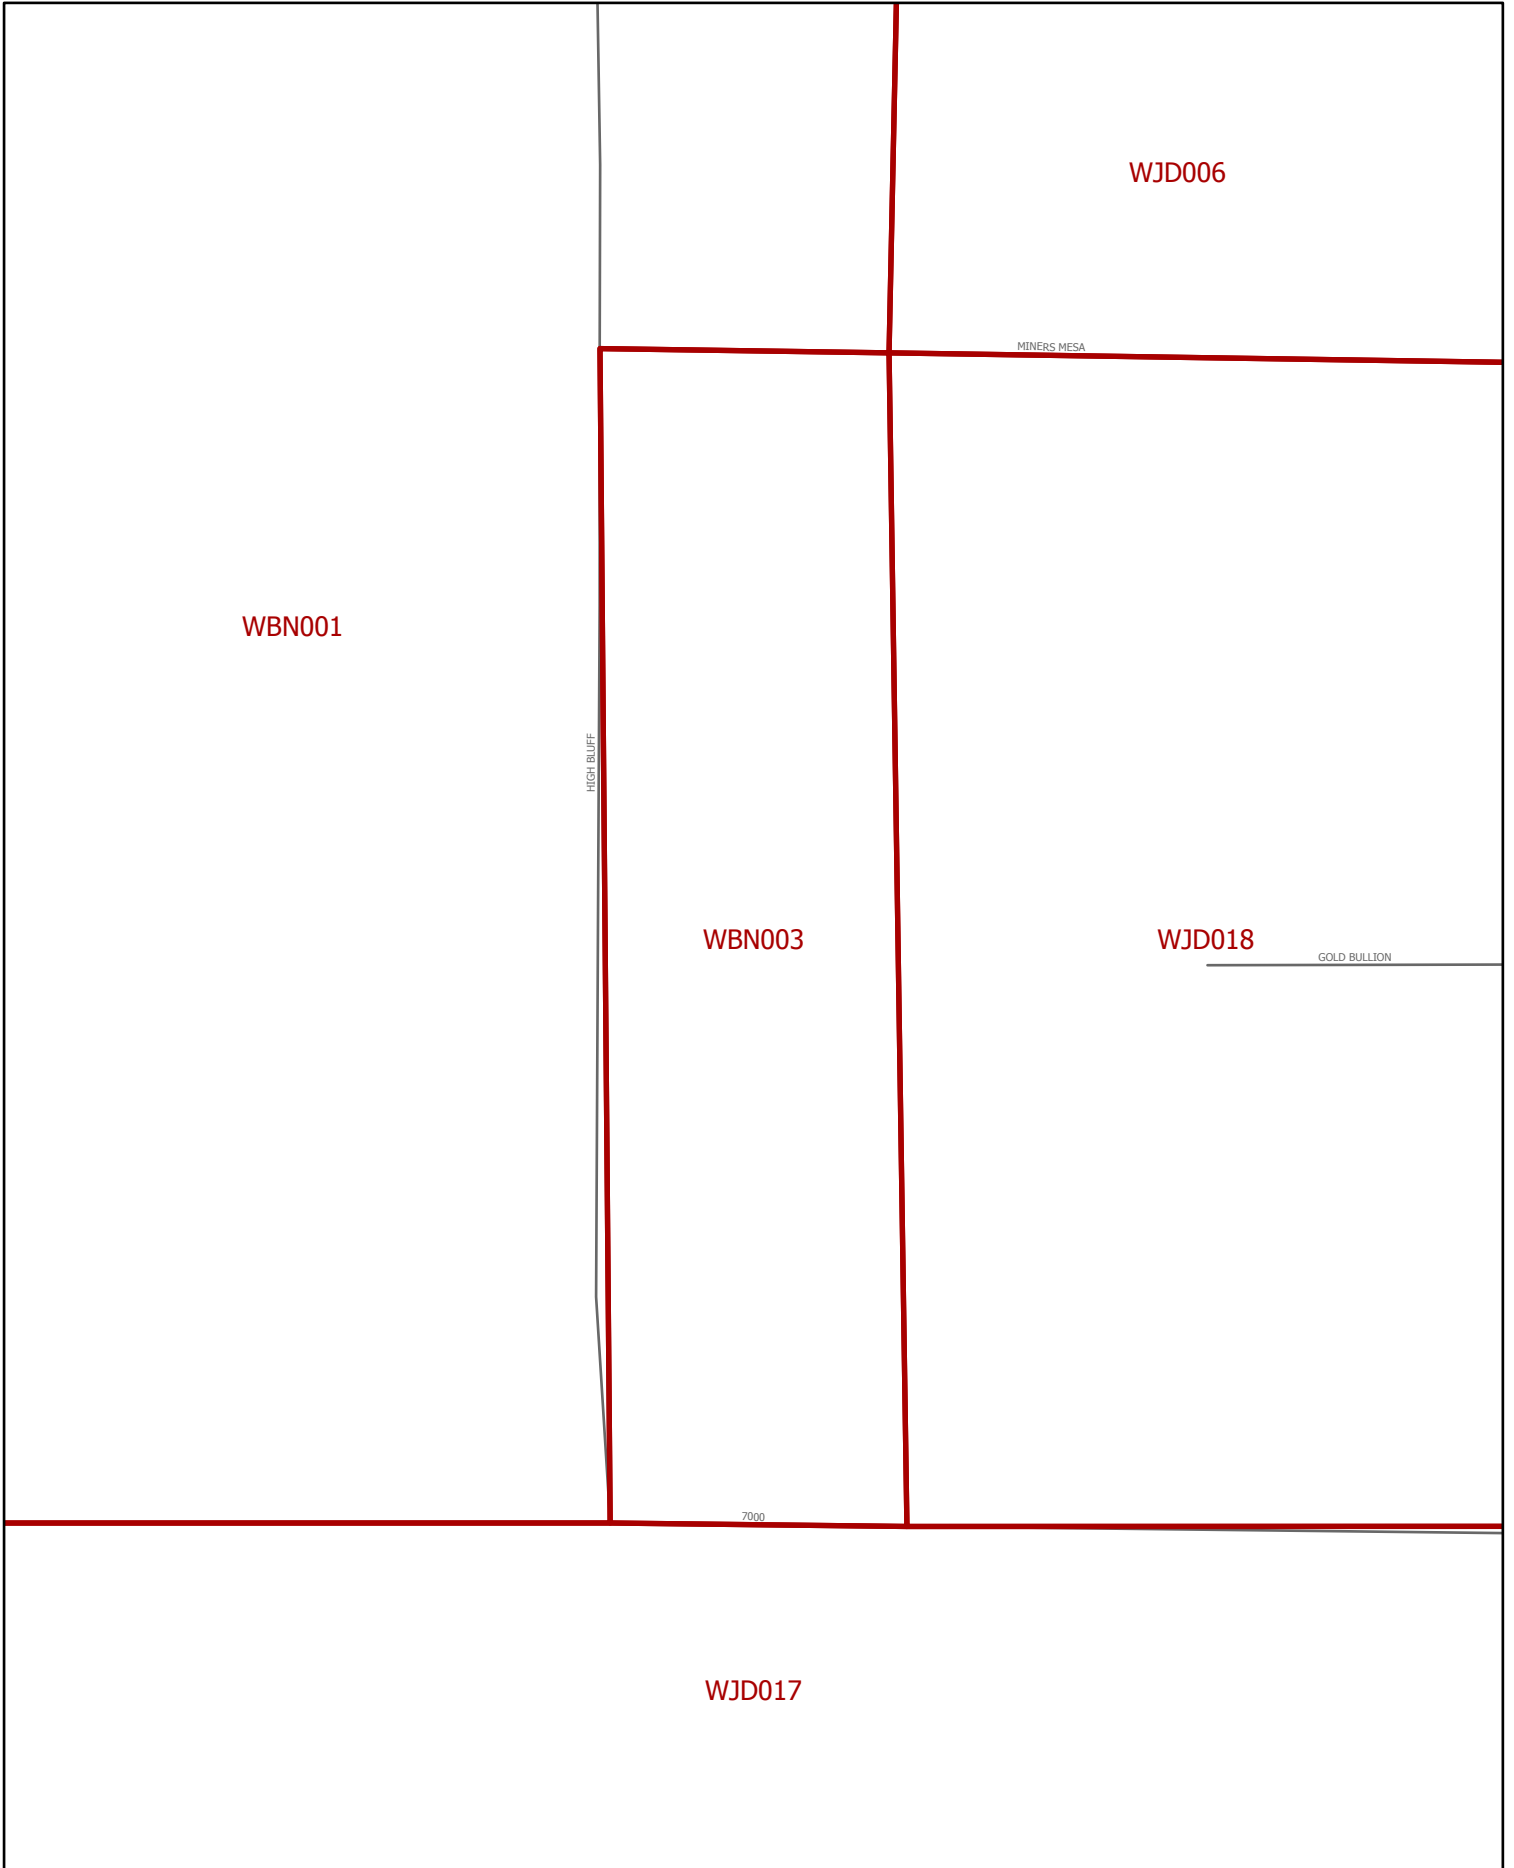 WJD006
MINERS MESA
WBN001
HIGH BLUFF
WBN003
WJD018
GOLD BULLION
7000
WJD017